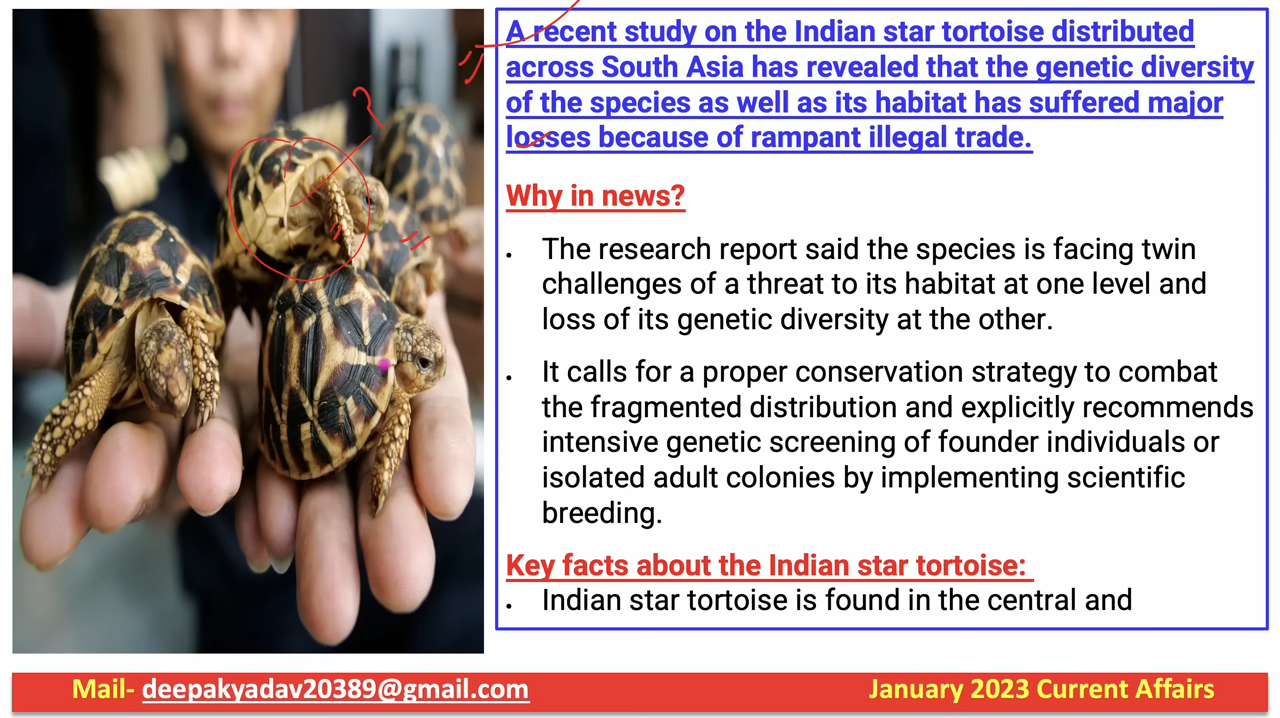 A recent study on the Indian star tortoise distributed
across South Asia has revealed that the genetic diversity
of the species as well as its habitat has suffered major
losses because of rampant illegal trade.
Why in news?
• The research report said the species is facing twin
challenges of a threat to its habitat at one level and
loss of its genetic diversity at the other.
• It calls for a proper conservation strategy to combat
the fragmented distribution and explicitly recommends
intensive genetic screening of founder individuals or
isolated adult colonies by implementing scientific
breeding.
Key facts about the Indian star tortoise:
• Indian star tortoise is found in the central and
Mail- deepakyadav20389@gmail.com
January 2023 Current Affairs